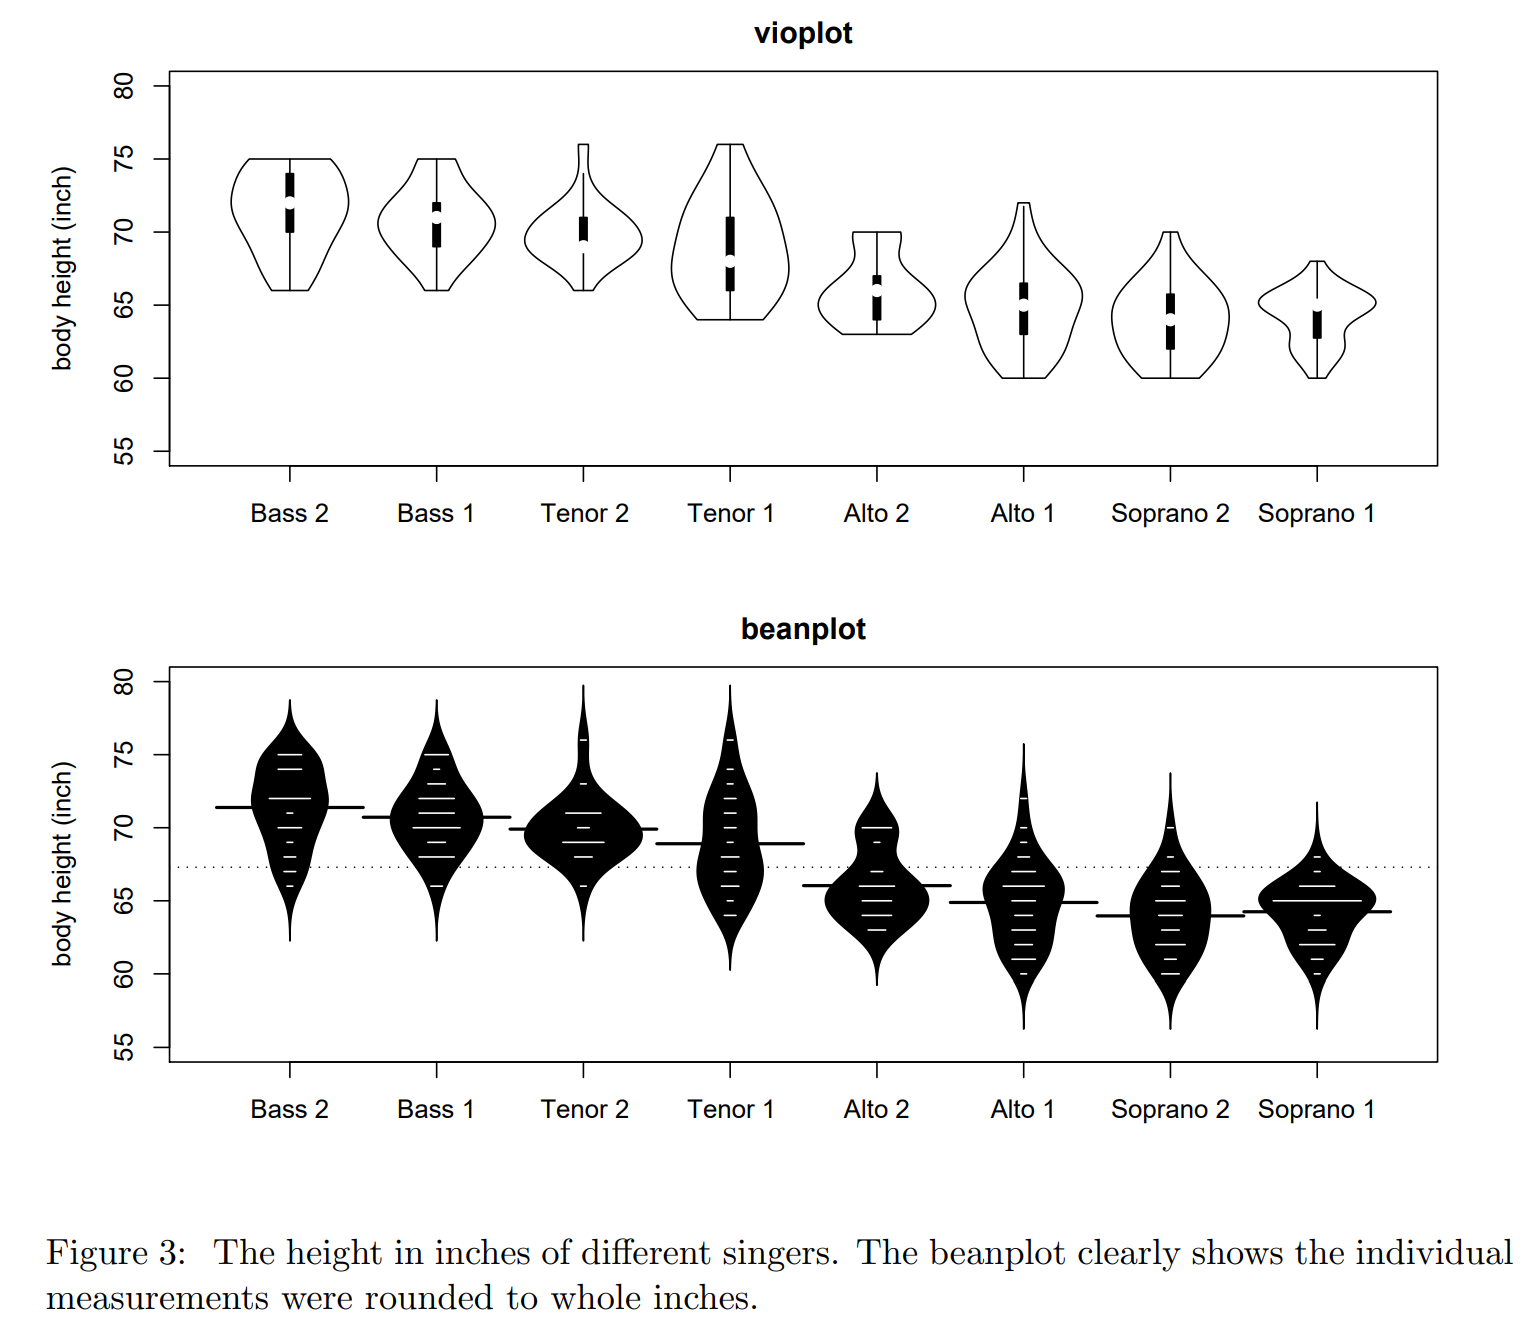 vioplot
80
75
70
65
60
55
body height (inch)
Bass 2 Bass 1 Tenor 2 Tenor 1 Alto 2 Alto 1 Soprano 2 Soprano 1
beanplot
80
75
70
65
60
55
body height (inch)
Bass 2 Bass 1 Tenor 2 Tenor 1 Alto 2 Alto 1 Soprano 2 Soprano 1
Figure 3: The height in inches of different singers. The beanplot clearly shows the individual
measurements were rounded to whole inches.